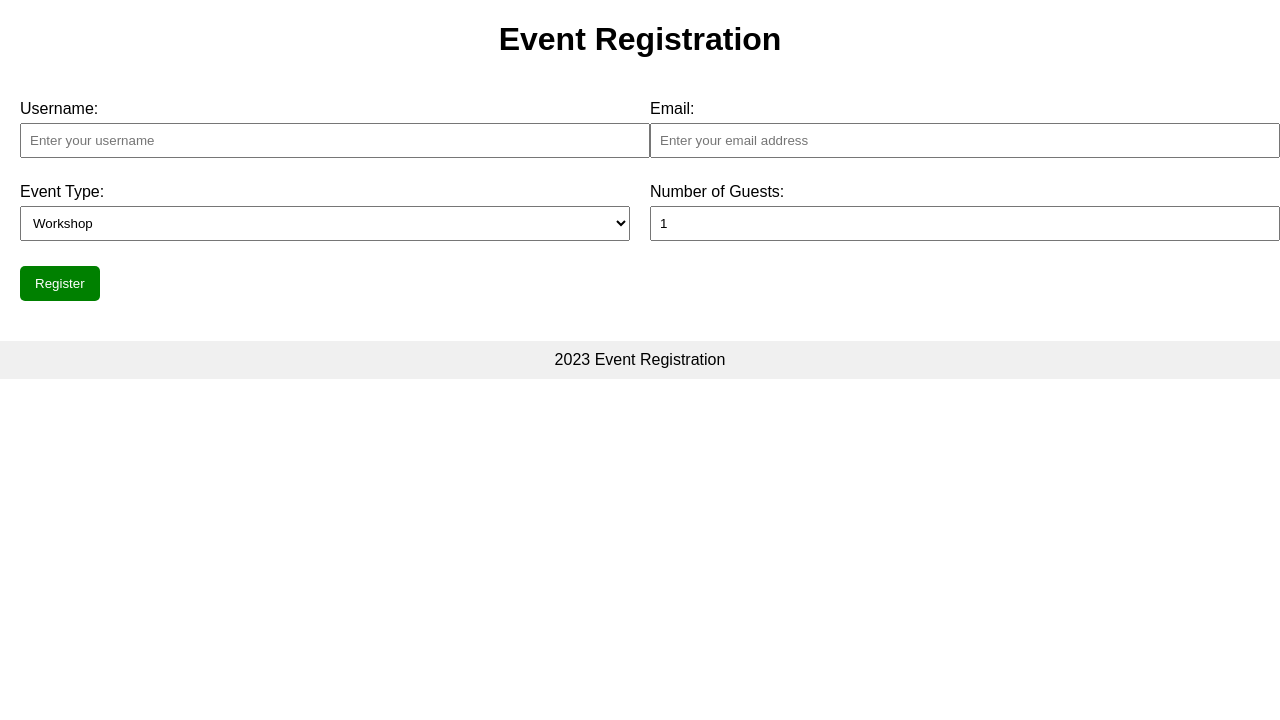 Event Registration
Username:
Enter your username
Email:
Enter your email address
Event Type:
Workshop
Number of Guests:
1
Register
2023 Event Registration